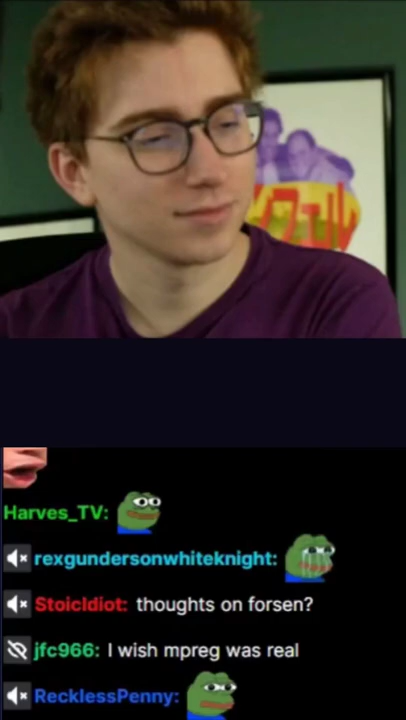 Harves_TV:
rexgundersonwhiteknight:
StoicIdiot: thoughts on forsen?
jfc966: I wish mpreg was real
RecklessPenny: